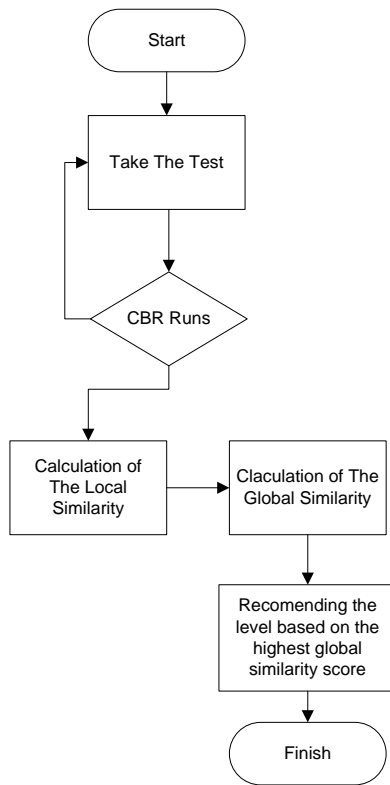 Start
Take The Test
CBR Runs
Calculation of
The Local
Similarity
Claculation of The
Global Similarity
Recomending the
level based on the
highest global
similarity score
Finish